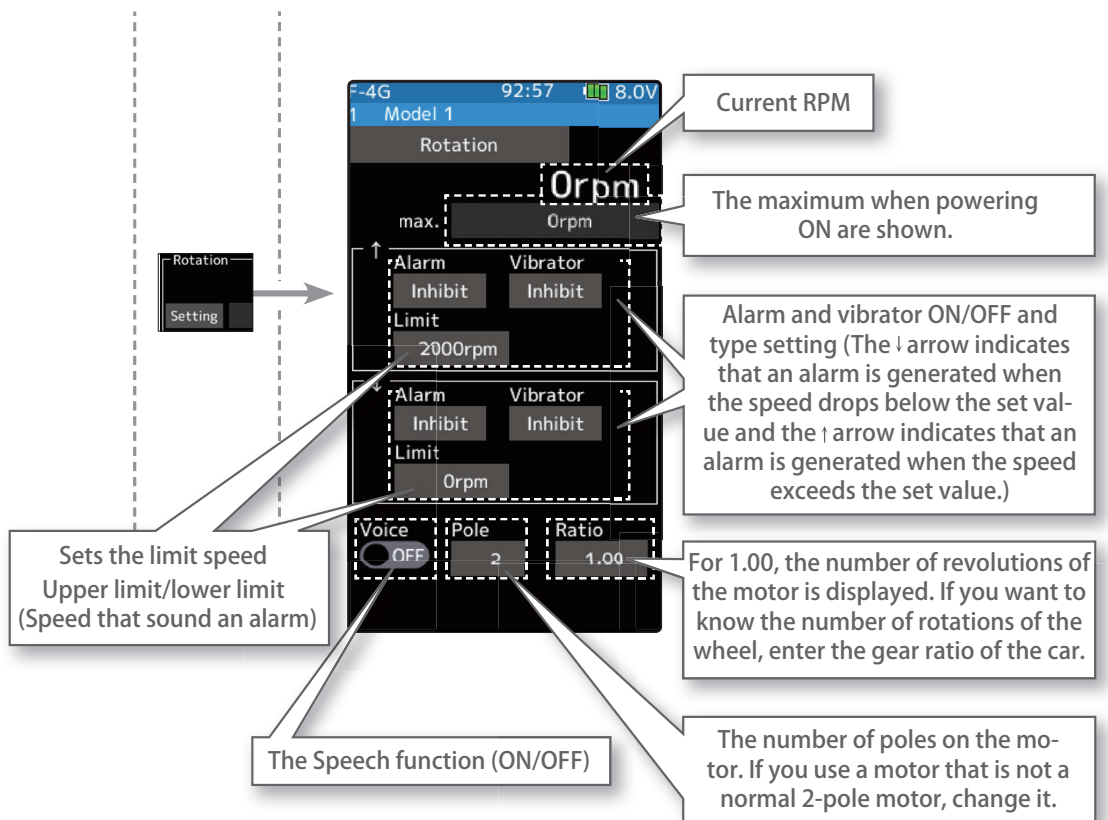 F-4G 92:57 8.0V
1 Model 1
Rotation
0rpm
max. 0rpm
↑
Alarm Vibrator
Inhibit Inhibit
Limit
2000rpm
↓
Alarm Vibrator
Inhibit Inhibit
Limit
0rpm
Voice Pole Ratio
OFF 2 1.00
Rotation
Setting
Current RPM
The maximum when powering
ON are shown.
Alarm and vibrator ON/OFF and
type setting (The ↓ arrow indicates
that an alarm is generated when
the speed drops below the set val-
ue and the ↑ arrow indicates that an
alarm is generated when the speed
exceeds the set value.)
Sets the limit speed
Upper limit/lower limit
(Speed that sound an alarm)
For 1.00, the number of revolutions of
the motor is displayed. If you want to
know the number of rotations of the
wheel, enter the gear ratio of the car.
The Speech function (ON/OFF)
The number of poles on the mo-
tor. If you use a motor that is not a
normal 2-pole motor, change it.